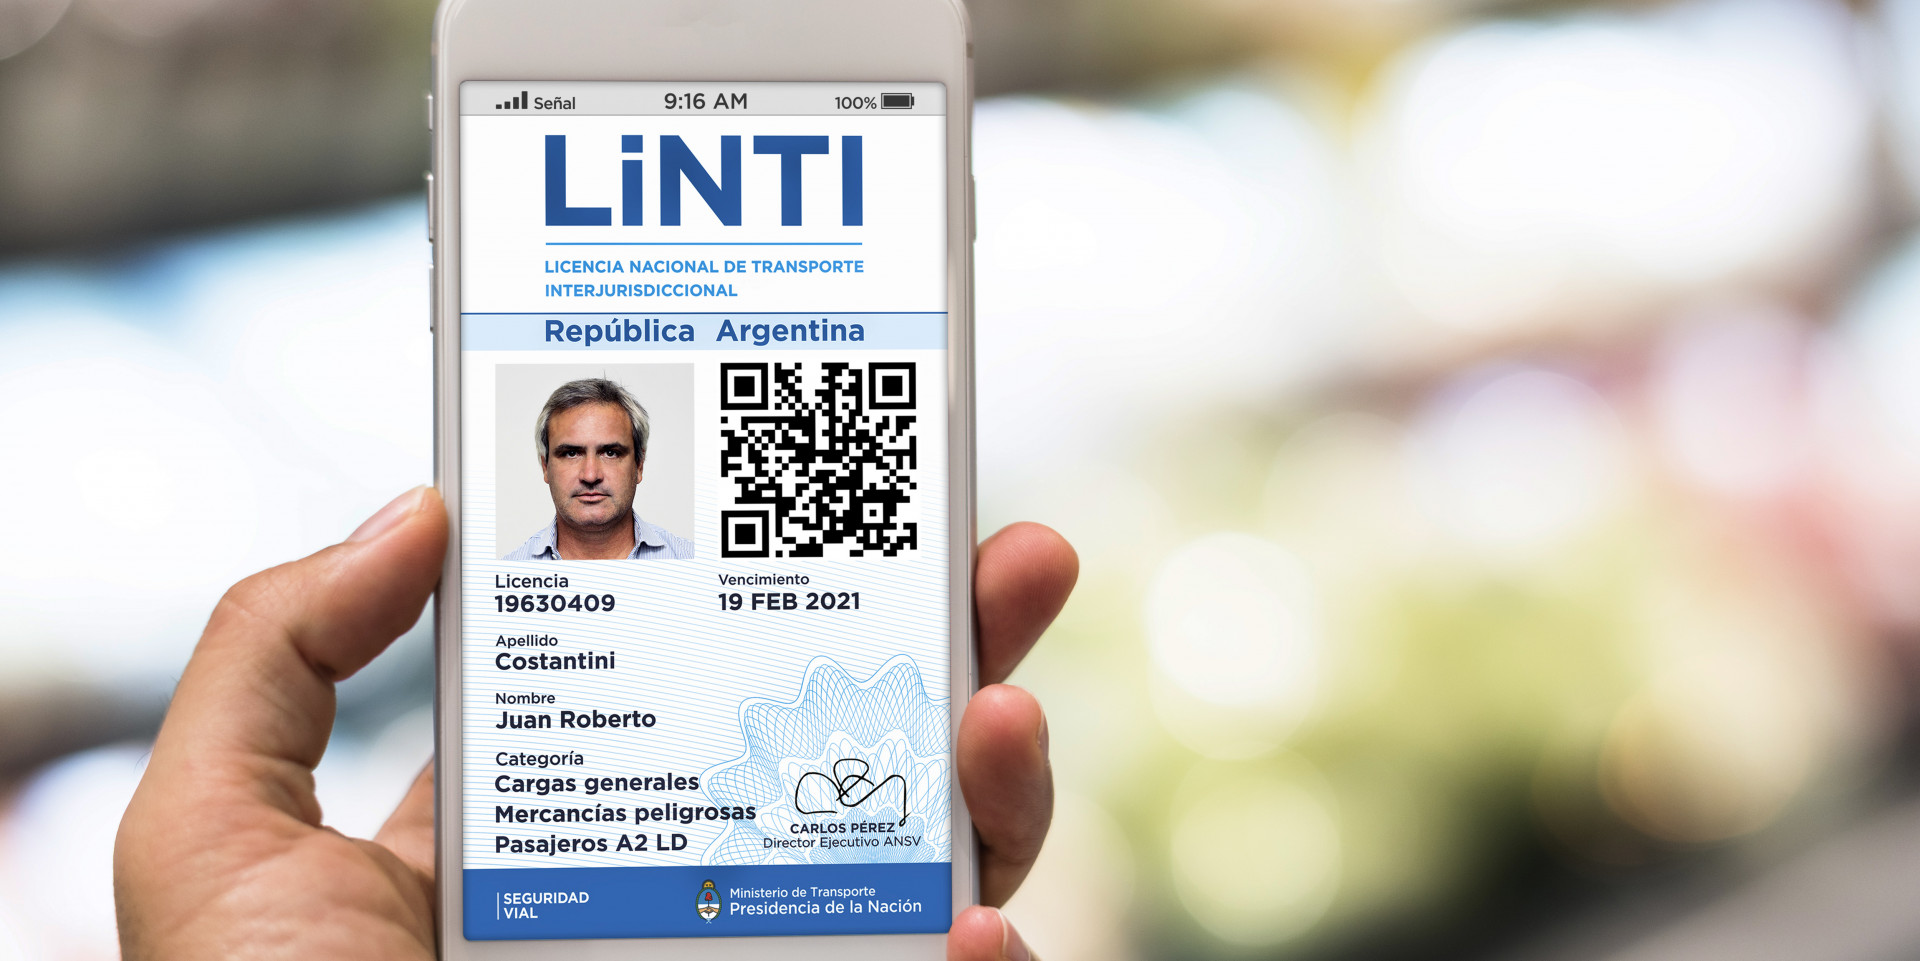 Señal 9:16 AM 100%
LiNTI
LICENCIA NACIONAL DE TRANSPORTE
INTERJURISDICCIONAL
República Argentina
Licencia
19630409
Vencimiento
19 FEB 2021
Apellido
Costantini
Nombre
Juan Roberto
Categoría
Cargas generales
Mercancías peligrosas
Pasajeros A2 LD
CARLOS PÉREZ
Director Ejecutivo ANSV
SEGURIDAD
VIAL
Ministerio de Transporte
Presidencia de la Nación